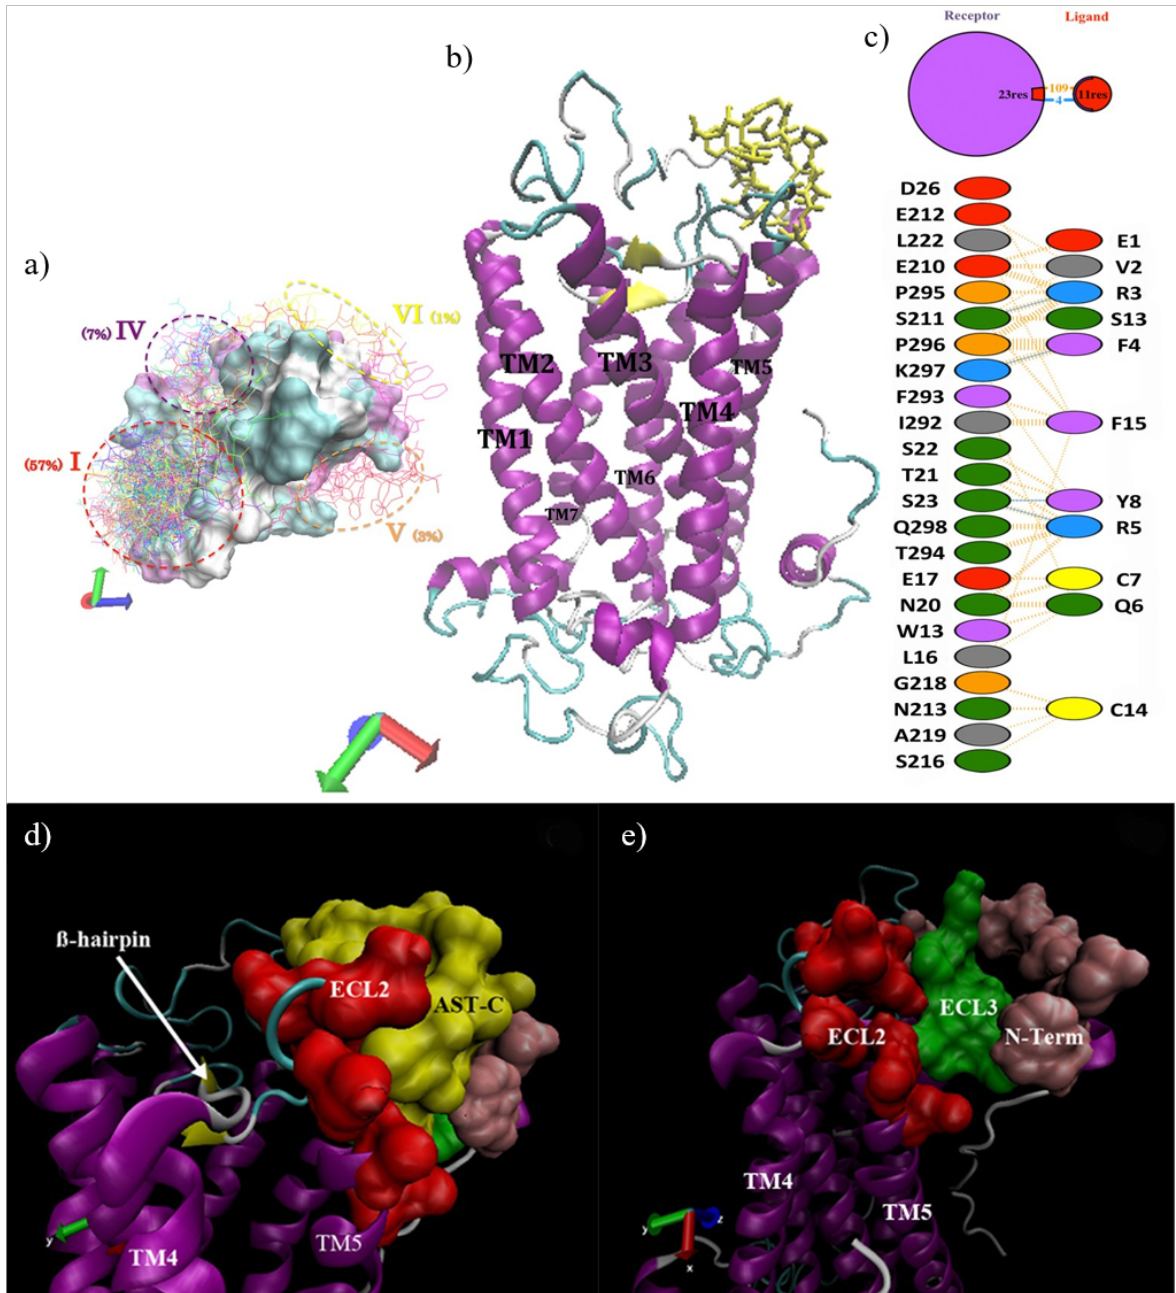 a)
VI (1%)
(7%) IV
(57%) I
V (3%)
b)
TM2
TM3
TM5
TM4
TM1
TM6
TM7
c)
Receptor Ligand
23res 109 11res
4
D26
E212
L222 E1
E210 V2
P295 R3
S211 S13
P296 F4
K297
F293
I292 F15
S22
T21
S23 Y8
Q298 R5
T294
E17 C7
N20 Q6
W13
L16
G218
N213 C14
A219
S216
d)
ß-hairpin
ECL2
AST-C
TM4
TM5
y
e)
ECL3
ECL2
N-Term
TM4
TM5
y z
x